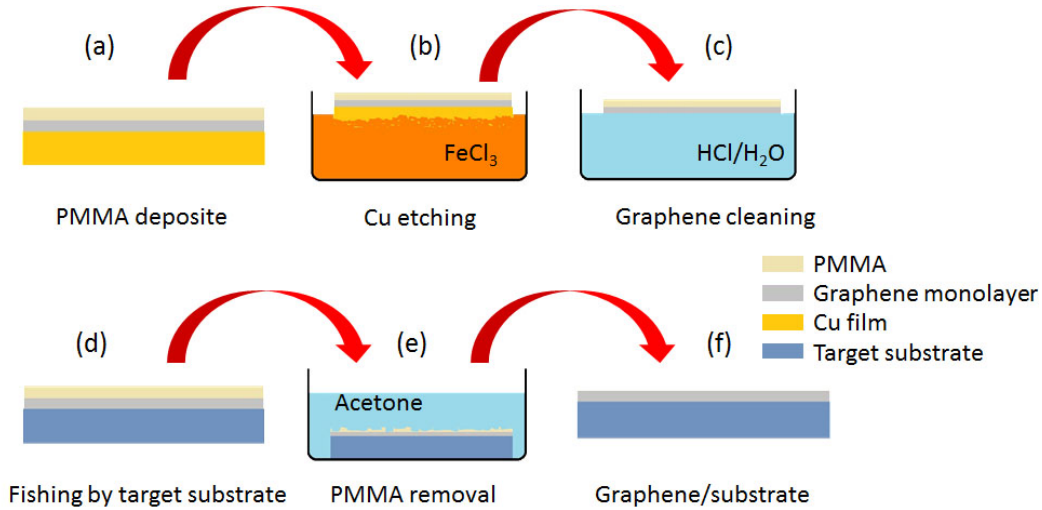 (a)
(b)
(c)
FeCl₃
HCl/H₂O
PMMA deposite
Cu etching
Graphene cleaning
PMMA
Graphene monolayer
Cu film
Target substrate
(d)
(e)
(f)
Acetone
Fishing by target substrate
PMMA removal
Graphene/substrate